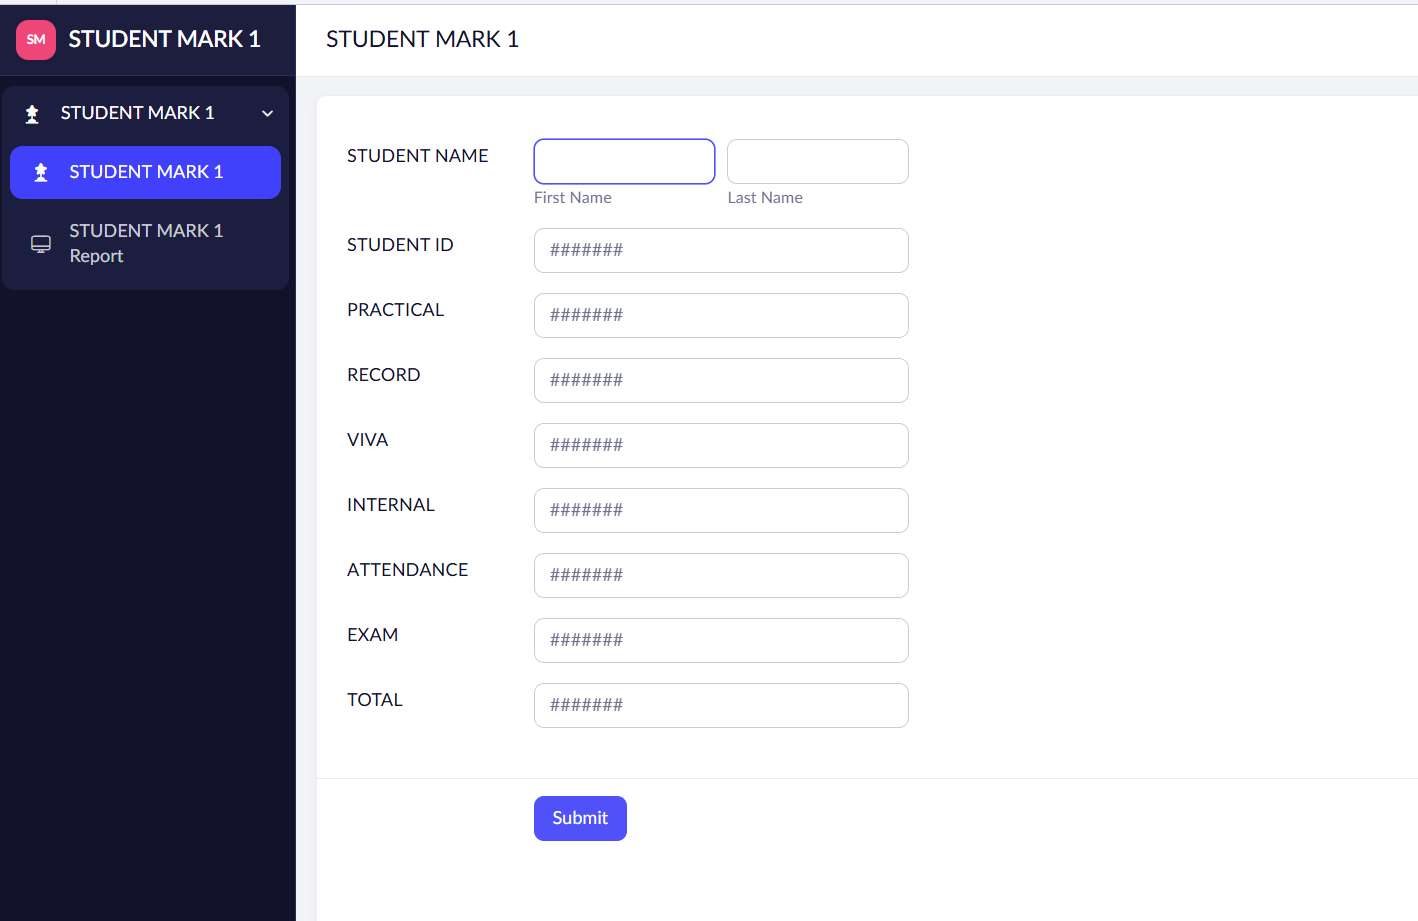 SM STUDENT MARK 1
STUDENT MARK 1
STUDENT MARK 1
STUDENT MARK 1
STUDENT MARK 1
Report
STUDENT NAME
First Name Last Name
STUDENT ID #######
PRACTICAL #######
RECORD #######
VIVA #######
INTERNAL #######
ATTENDANCE #######
EXAM #######
TOTAL #######
Submit